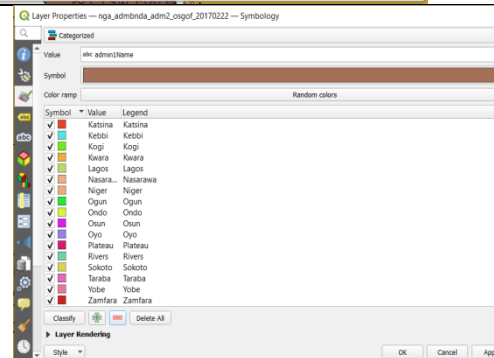 Layer Properties — nga_admbnda_adm2_osgof_20170222 — Symbology
Categorized
Value abc admin1Name
Symbol
Color ramp Random colors
Symbol Value Legend
Katsina Katsina
Kebbi Kebbi
Kogi Kogi
Kwara Kwara
Lagos Lagos
Nasara... Nasarawa
Niger Niger
Ogun Ogun
Ondo Ondo
Osun Osun
Oyo Oyo
Plateau Plateau
Rivers Rivers
Sokoto Sokoto
Taraba Taraba
Yobe Yobe
Zamfara Zamfara
Classify Delete All
Layer Rendering
Style OK Cancel App